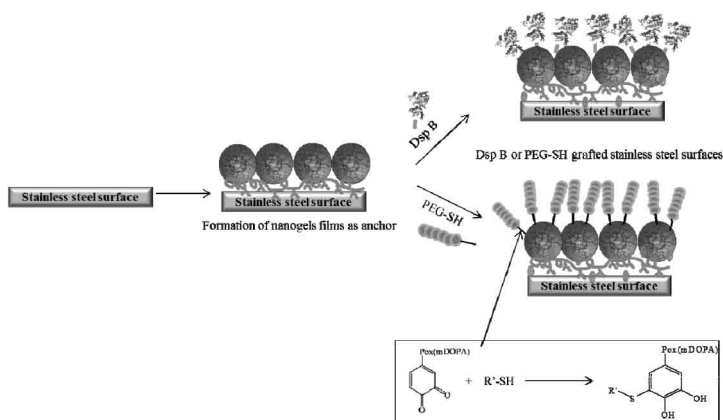 Dsp B
Stainless steel surface
Dsp B or PEG-SH grafted stainless steel surfaces
Stainless steel surface
Stainless steel surface
Formation of nanogels films as anchor
PEG-SH
Stainless steel surface
Pox(mDOPA)
O
O
+ R'-SH
Pox(mDOPA)
R'
S
OH
OH